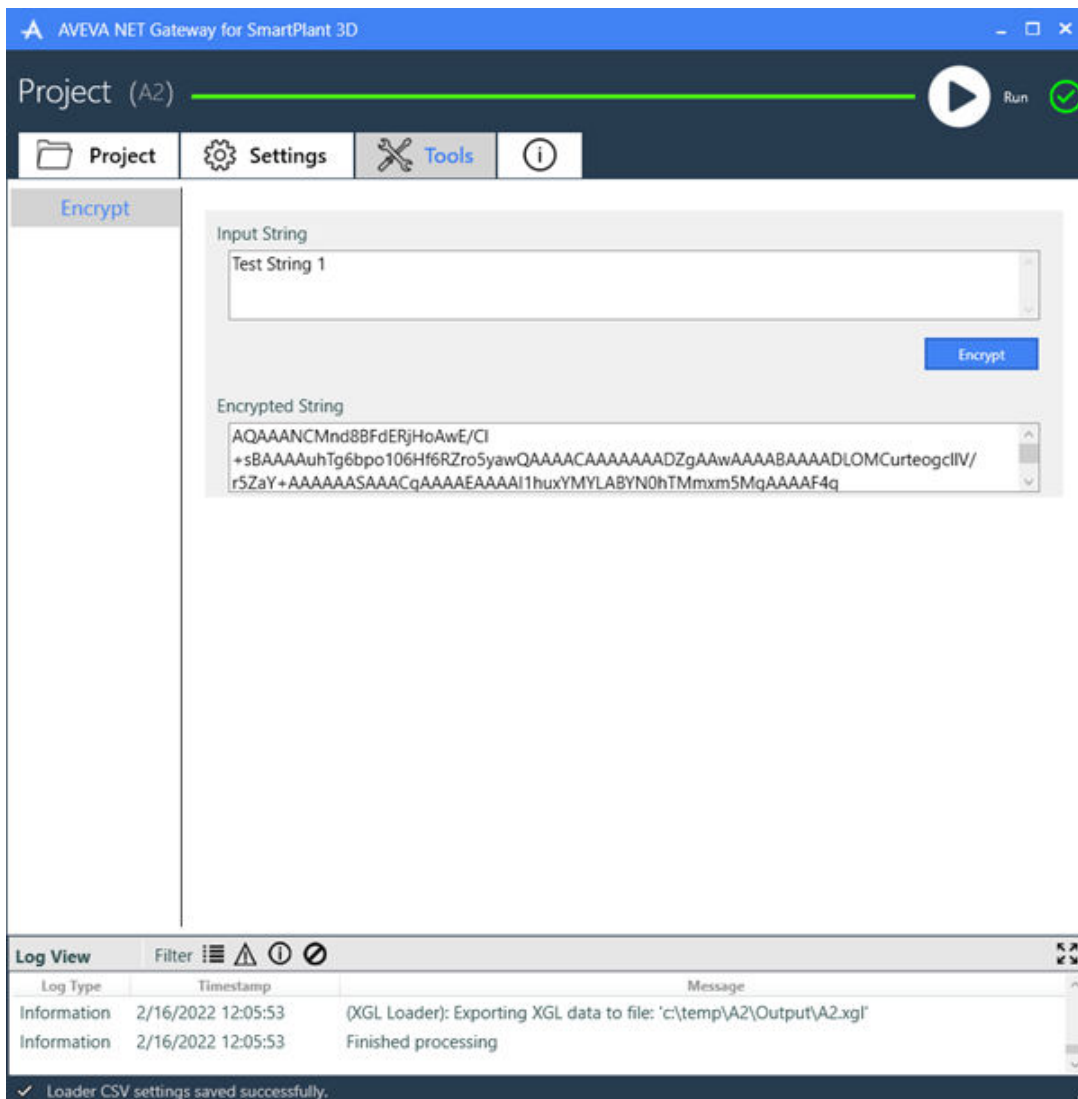 AVEVA NET Gateway for SmartPlant 3D
Project (A2)
Run
Project Settings Tools
Encrypt
Input String
Test String 1
Encrypt
Encrypted String
AQAAANCMnd8BFdERjHoAwE/Cl
+sBAAAAuhTg6bpo106Hf6RZro5yawQAAAACAAAAAAADZgAAwAAAABAAAADLOMCurteogcIIV/
r5ZaY+AAAAAASAAACgAAAAEAAAAI1huxYMYLABYN0hTMmxm5MgAAAAF4q
Log View Filter
Log Type Timestamp Message
Information 2/16/2022 12:05:53 (XGL Loader): Exporting XGL data to file: 'c:\temp\A2\Output\A2.xgl'
Information 2/16/2022 12:05:53 Finished processing
Loader CSV settings saved successfully.